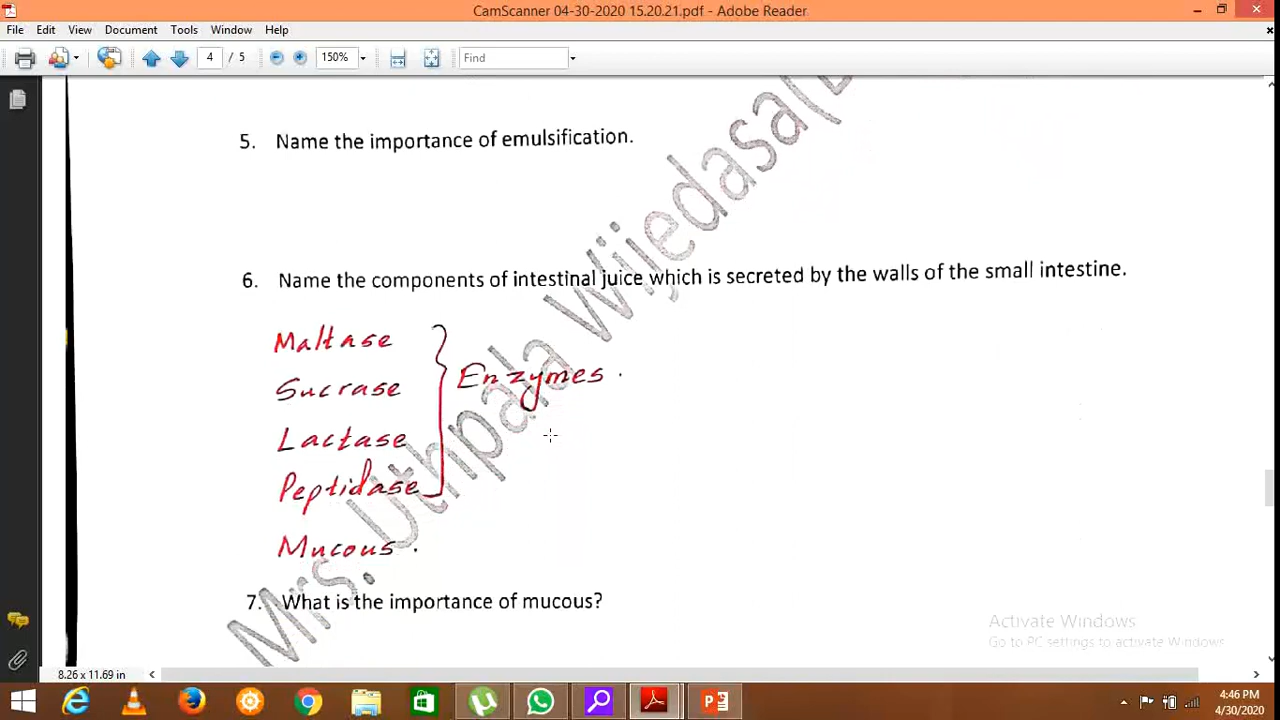 CamScanner 04-30-2020 15.20.21.pdf - Adobe Reader
File Edit View Document Tools Window Help
4 / 5 150% Find
5. Name the importance of emulsification.
6. Name the components of intestinal juice which is secreted by the walls of the small intestine.
Maltase
Sucrase
Lactase
Peptidase
Enzymes.
Mucous.
7. What is the importance of mucous?
Mrs. Uthpala Wijedasa(
Activate Windows
Go to PC settings to activate Windows
8.26 x 11.69 in
4:46 PM
4/30/2020